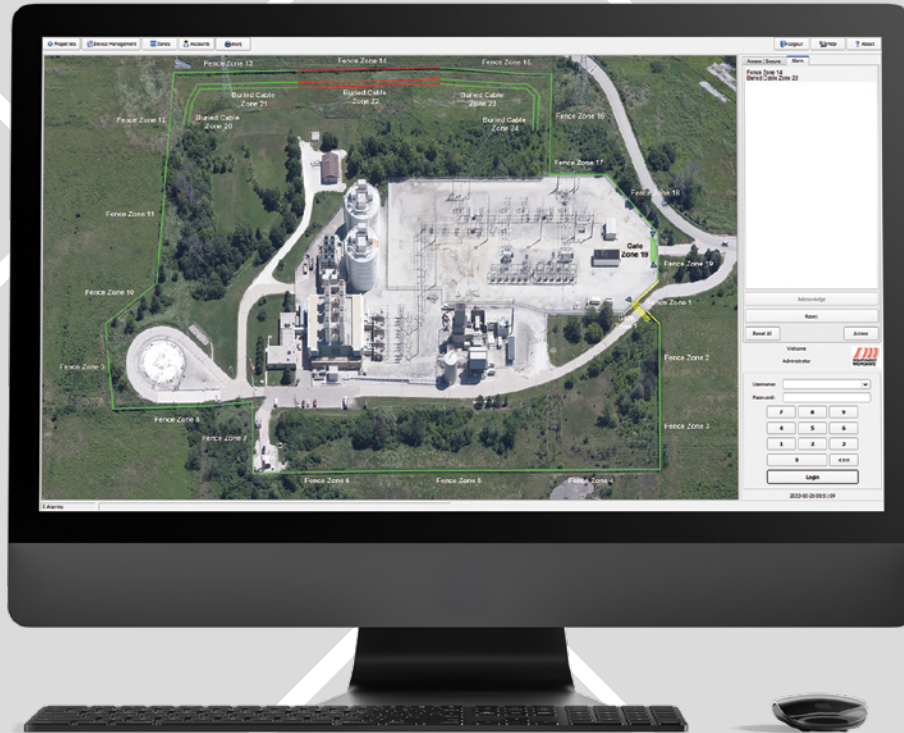 Properties
Device Management
Zones
Accounts
Logout
Help
About
Fence Zone 13
Fence Zone 14
Fence Zone 15
Buried Cable
Zone 21
Buried Cable
Zone 22
Buried Cable
Zone 23
Fence Zone 12
Buried Cable
Zone 20
Buried Cable
Zone 24
Fence Zone 16
Fence Zone 17
Fence Zone 18
Fence Zone 11
Gate
Zone 19
Fence Zone 19
Fence Zone 10
Fence Zone 1
Fence Zone 2
Fence Zone 9
Fence Zone 8
Fence Zone 7
Fence Zone 3
Fence Zone 6
Fence Zone 5
Fence Zone 4
Access / Secure
Alarm
Fence Zone 14
Buried Cable Zone 22
Acknowledge
Reset
Reset All
Welcome
Administrator
SOUTHWEST
MICROWAVE
Username:
Password:
7 8 9
4 5 6
1 2 3
0 <==
Login
Alarms